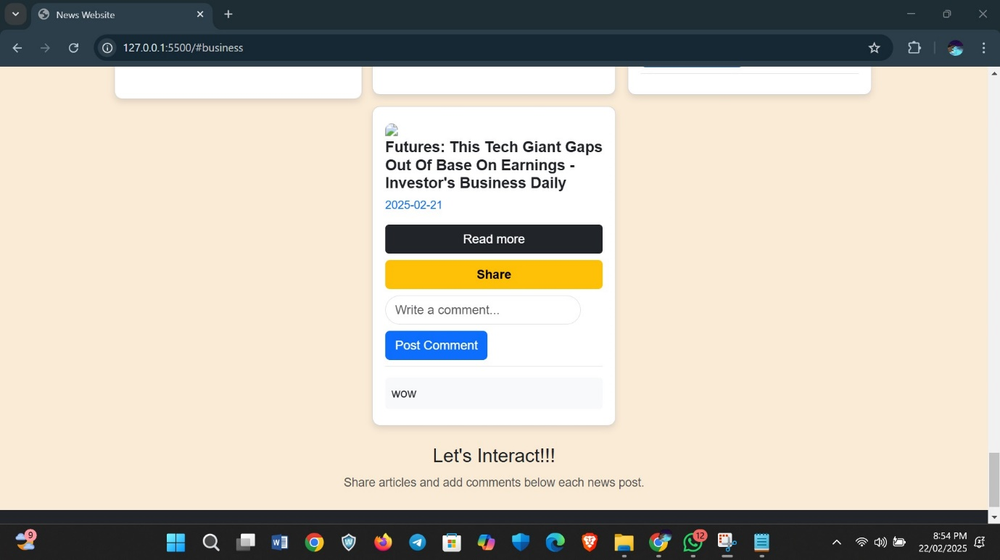 News Website
127.0.0.1:5500/#business
Futures: This Tech Giant Gaps
Out Of Base On Earnings -
Investor's Business Daily
2025-02-21
Read more
Share
Write a comment...
Post Comment
wow
Let's Interact!!!
Share articles and add comments below each news post.
9
W
W
12
8:54 PM
22/02/2025